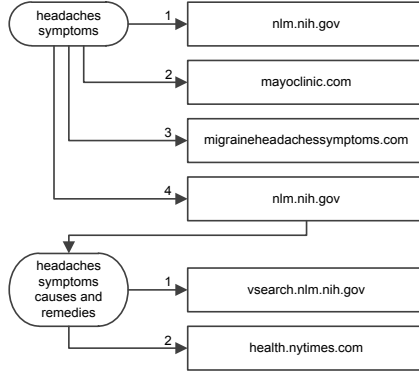 headaches
symptoms
1
nlm.nih.gov
2
mayoclinic.com
3
migraineheadachessymptoms.com
4
nlm.nih.gov
headaches
symptoms
causes and
remedies
1
vsearch.nlm.nih.gov
2
health.nytimes.com